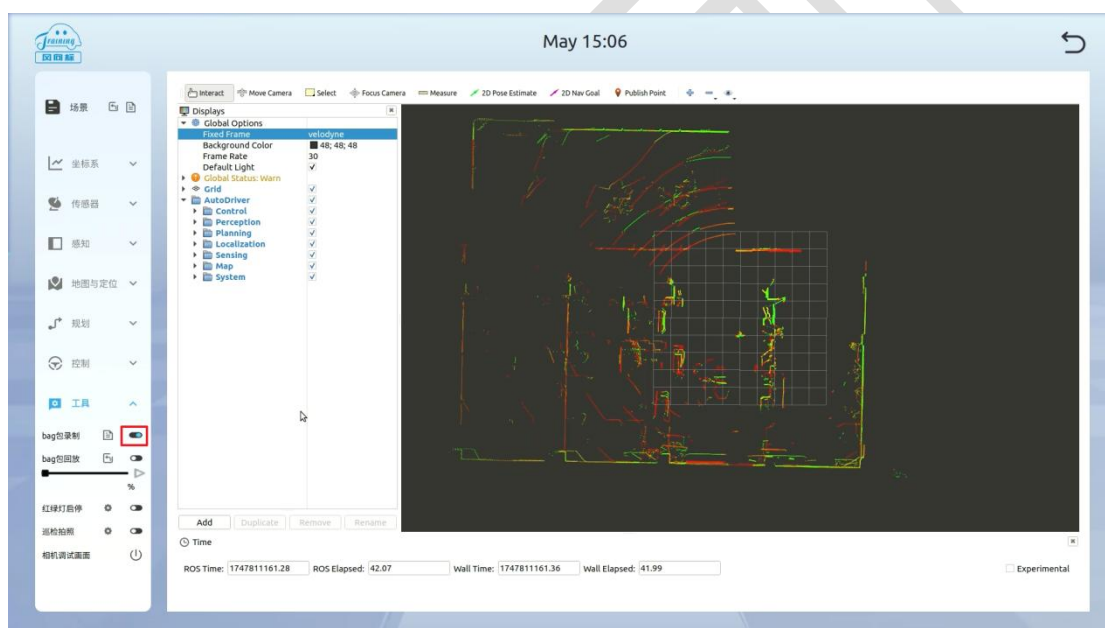 Training
风向标
May 15:06
场景
坐标系
传感器
感知
地图与定位
规划
控制
工具
bag包录制
bag包回放
%
红绿灯启停
巡检拍照
相机调试画面
Interact Move Camera Select Focus Camera Measure 2D Pose Estimate 2D Nav Goal Publish Point
Displays
Global Options
Fixed Frame velodyne
Background Color 48; 48; 48
Frame Rate 30
Default Light ✓
Global Status: Warn
Grid ✓
AutoDriver ✓
Control ✓
Perception ✓
Planning ✓
Localization ✓
Sensing ✓
Map ✓
System ✓
Add Duplicate Remove Rename
Time
ROS Time: 1747811161.28 ROS Elapsed: 42.07 Wall Time: 1747811161.36 Wall Elapsed: 41.99 Experimental